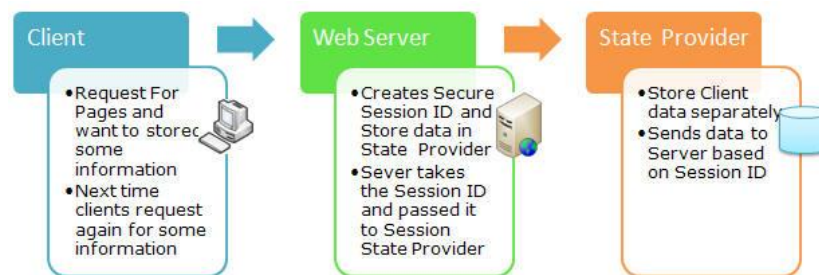 Client
Web Server
State Provider
•Request For
Pages and
want to stored
some
information
•Next time
clients request
again for some
information
•Creates Secure
Session ID and
Store data in
State Provider
•Sever takes
the Session ID
and passed it
to Session
State Provider
•Store Client
data separately
•Sends data to
Server based
on Session ID